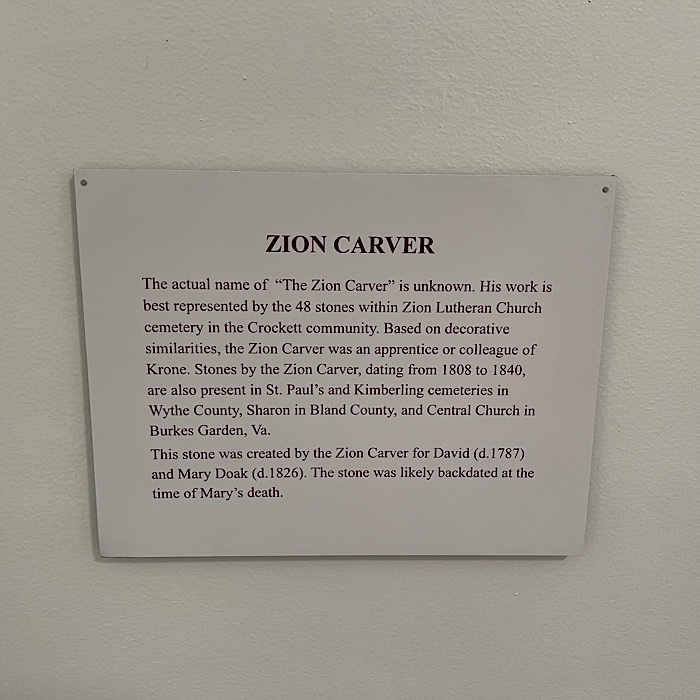 ZION CARVER
The actual name of “The Zion Carver” is unknown. His work is
best represented by the 48 stones within Zion Lutheran Church
cemetery in the Crockett community. Based on decorative
similarities, the Zion Carver was an apprentice or colleague of
Krone. Stones by the Zion Carver, dating from 1808 to 1840,
are also present in St. Paul’s and Kimberling cemeteries in
Wythe County, Sharon in Bland County, and Central Church in
Burkes Garden, Va.
This stone was created by the Zion Carver for David (d.1787)
and Mary Doak (d.1826). The stone was likely backdated at the
time of Mary’s death.